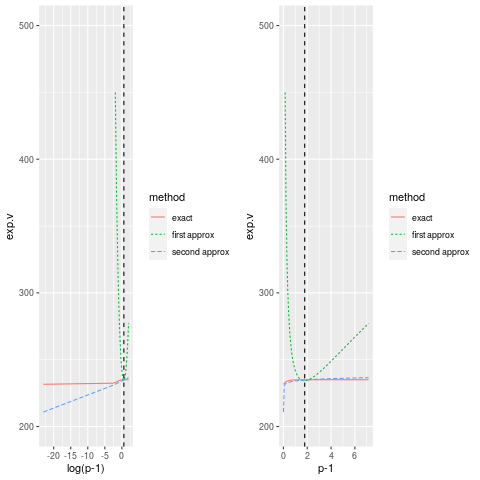 500
400
300
200
exp.v
-20 -15 -10 -5 0
log(p-1)
method
exact
first approx
second approx
500
400
300
200
exp.v
0 2 4 6
p-1
method
exact
first approx
second approx